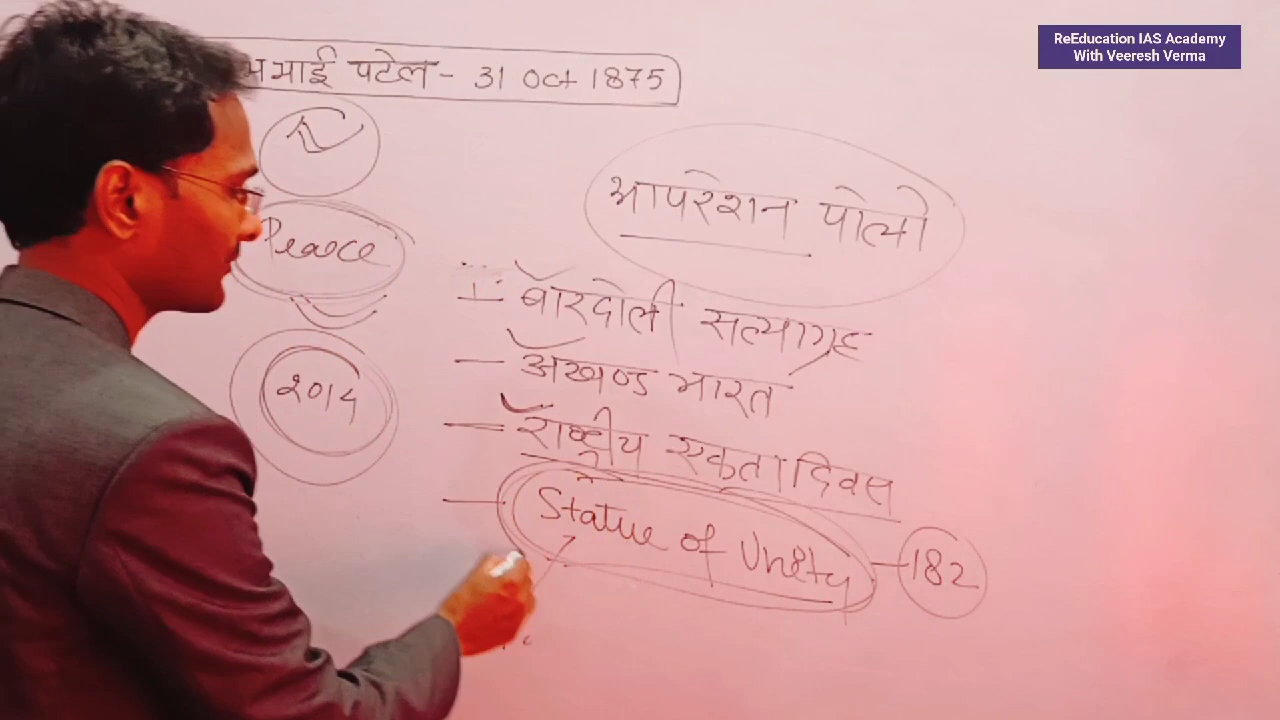 ReEducation IAS Academy
With Veeresh Verma
भाई पटेल - 31 Oct 1875
आपरेशन पोलो
Peace
- बारदोली सत्याग्रह
- अखण्ड भारत
2014
- राष्ट्रीय एकता दिवस
- Statue of Unity - 182